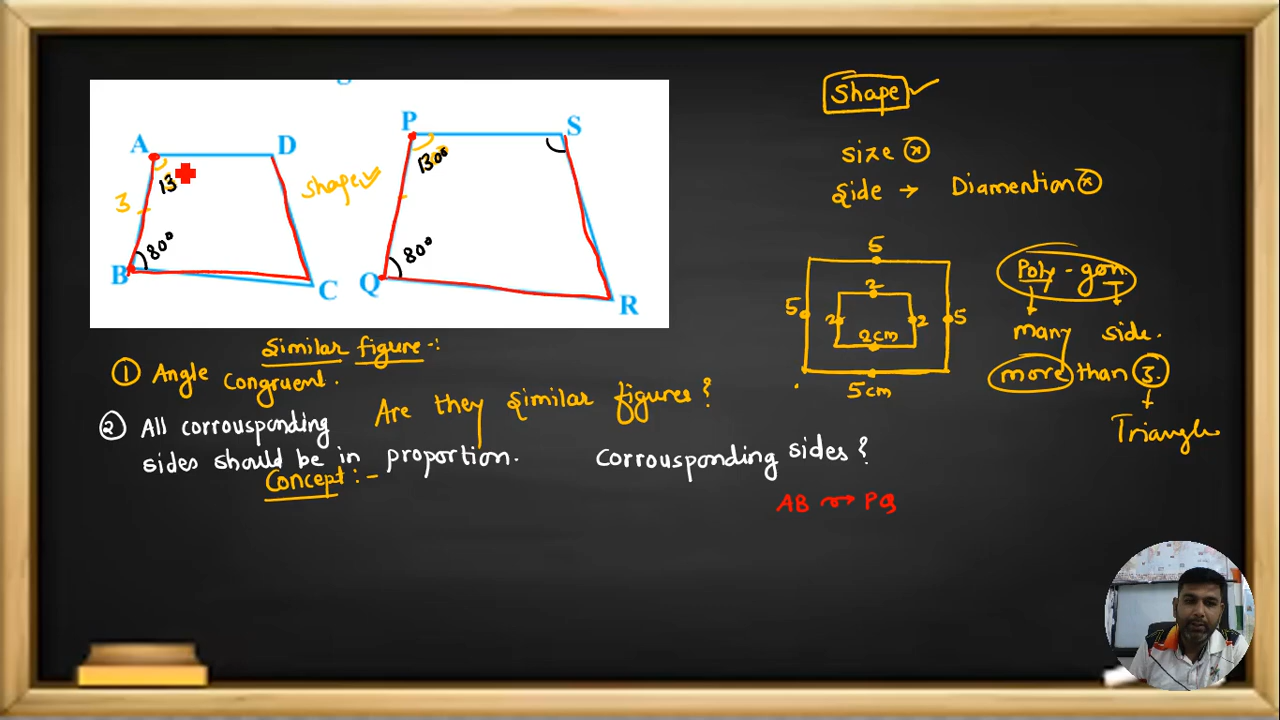 A
D
13
3
80°
B
C
shape ✓
P
S
130°
80°
Q
R
Similar figure -:
① Angle congruent.
② All corrousponding
sides should be in proportion.
Are they similar figures?
Concept : -
Corrousponding sides?
AB ↝ PQ
Shape ✓
size ⓧ
side → Diamention ⓧ
5
2
5
2
2
5
2cm
5cm
Poly - gon
many side.
more than 3.
Triangle